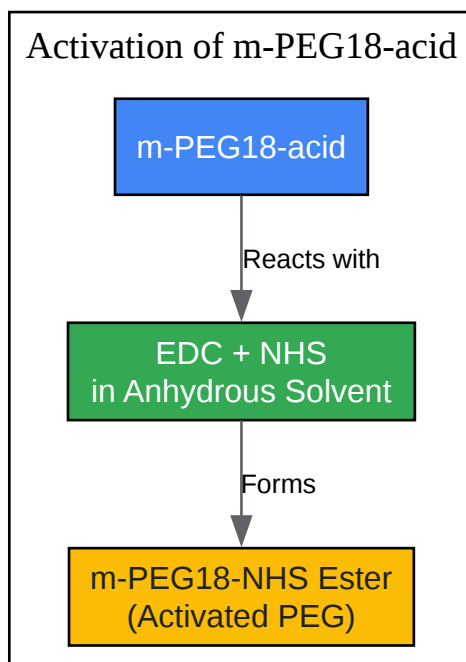 Activation of m-PEG18-acid
m-PEG18-acid
Reacts with
EDC + NHS
in Anhydrous Solvent
Forms
m-PEG18-NHS Ester
(Activated PEG)